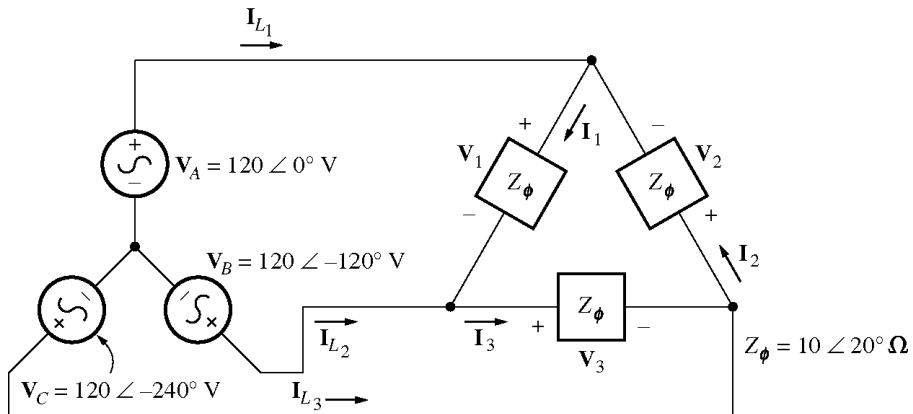 I_L1
+
V_A = 120 ∠ 0° V
−
+
I_1
V_1
Z_ϕ
−
−
V_2
Z_ϕ
+
I_2
V_B = 120 ∠ −120° V
I_L2
I_3
+
Z_ϕ
−
V_3
Z_ϕ = 10 ∠ 20° Ω
V_C = 120 ∠ −240° V
I_L3